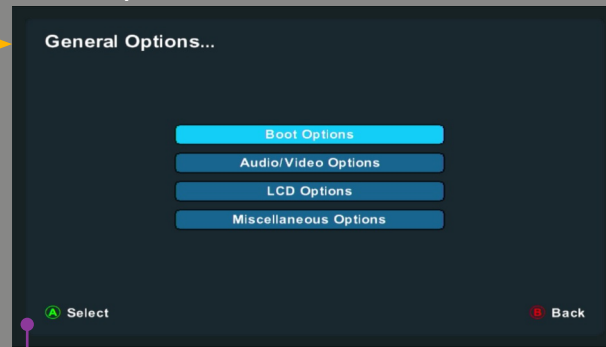 General Options...
Boot Options
Audio/Video Options
LCD Options
Miscellaneous Options
A Select
B Back